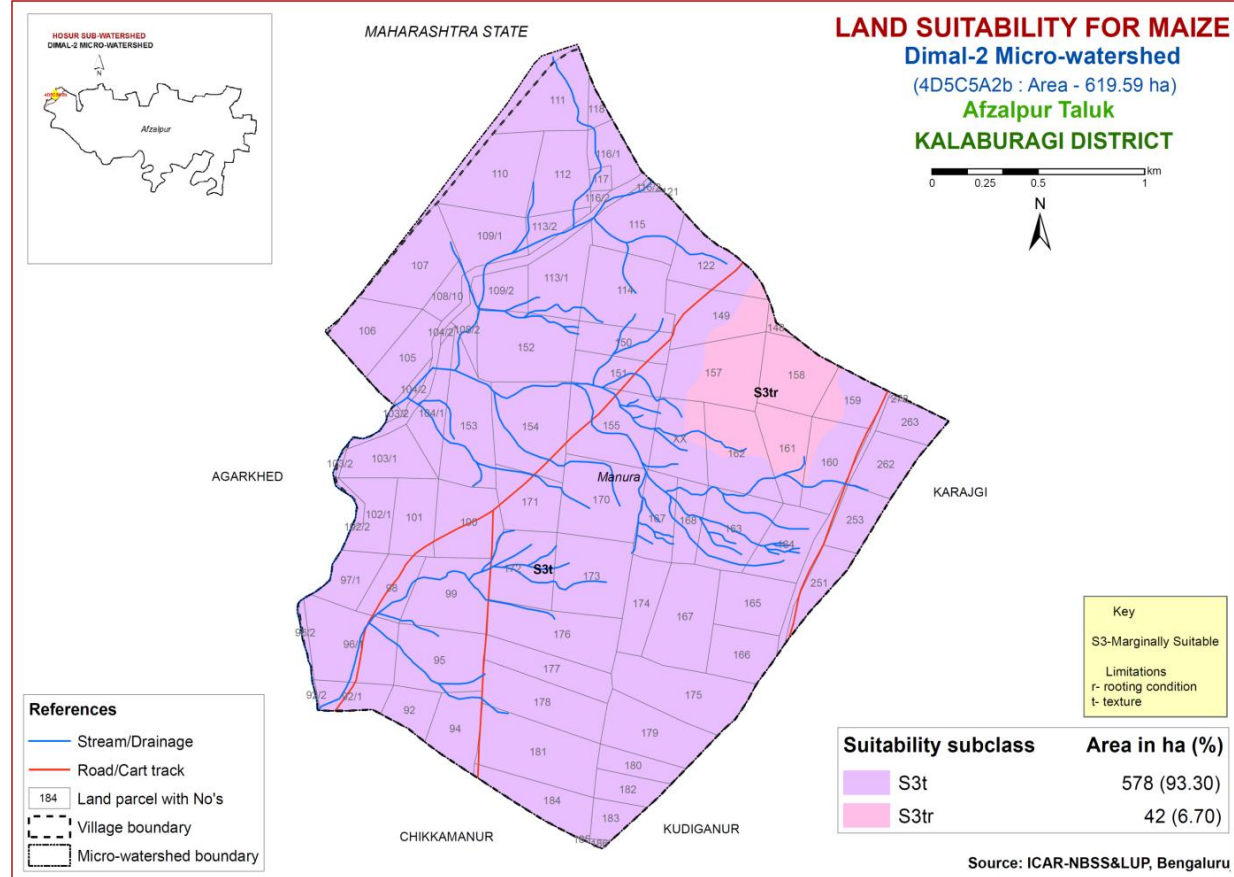 HOSUR SUB-WATERSHED
DIMAL-2 MICRO-WATERSHED
N
Afzalpur
MAHARASHTRA STATE
LAND SUITABILITY FOR MAIZE
Dimal-2 Micro-watershed
(4D5C5A2b : Area - 619.59 ha)
Afzalpur Taluk
KALABURAGI DISTRICT
0 0.25 0.5 1 km
N
111
118
116/1
110
112
117
116/2
116/2
121
113/2
115
109/1
107
122
108/10
109/2
113/1
114
149
148
106
104/2
108/2
152
150
105
151
157
158
S3tr
159
104/2
103/2
104/1
153
154
155
272
263
XX
161
162
160
262
103/2
103/1
AGARKHED
Manura
KARAJGI
171
170
102/1
101
100
102/2
167
168
163
253
164
172
S3t
173
97/1
98
99
251
174
167
165
176
96/2
96/1
166
95
177
175
92/2
92/1
92
94
178
179
181
180
182
184
183
CHIKKAMANUR
KUDIGANUR
References
Stream/Drainage
Road/Cart track
184 Land parcel with No's
Village boundary
Micro-watershed boundary
Key
S3-Marginally Suitable
Limitations
r- rooting condition
t- texture
Suitability subclass Area in ha (%)
S3t 578 (93.30)
S3tr 42 (6.70)
Source: ICAR-NBSS&LUP, Bengaluru